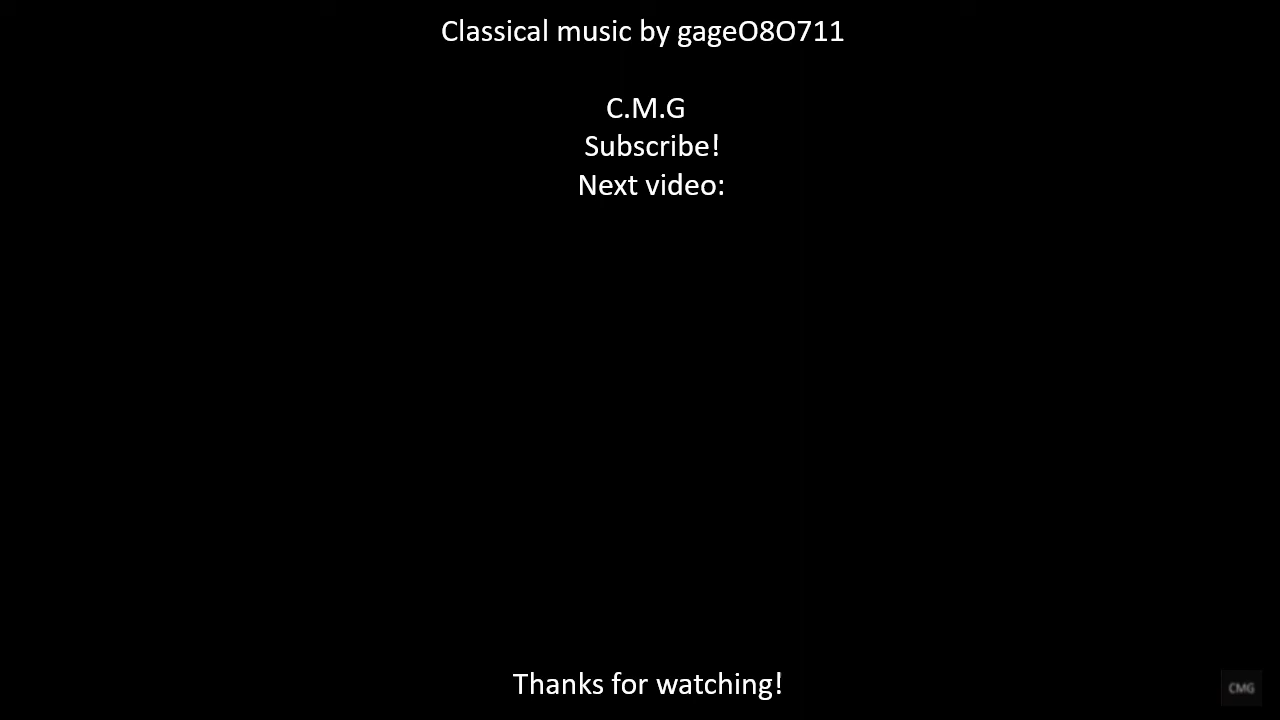 Classical music by gageO8O711
C.M.G
Subscribe!
Next video:
Thanks for watching!
CMG